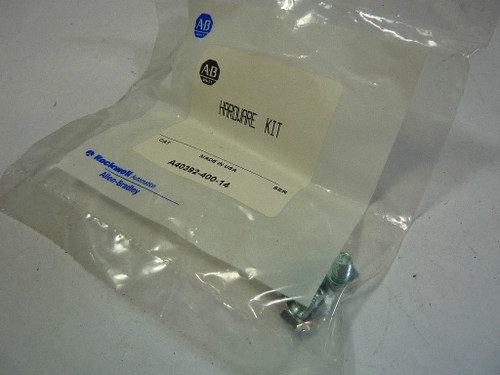 AB
AB
HARDWARE KIT
MADE IN USA
CAT SER
A40392-400-14
Rockwell Automation
Allen-Bradley